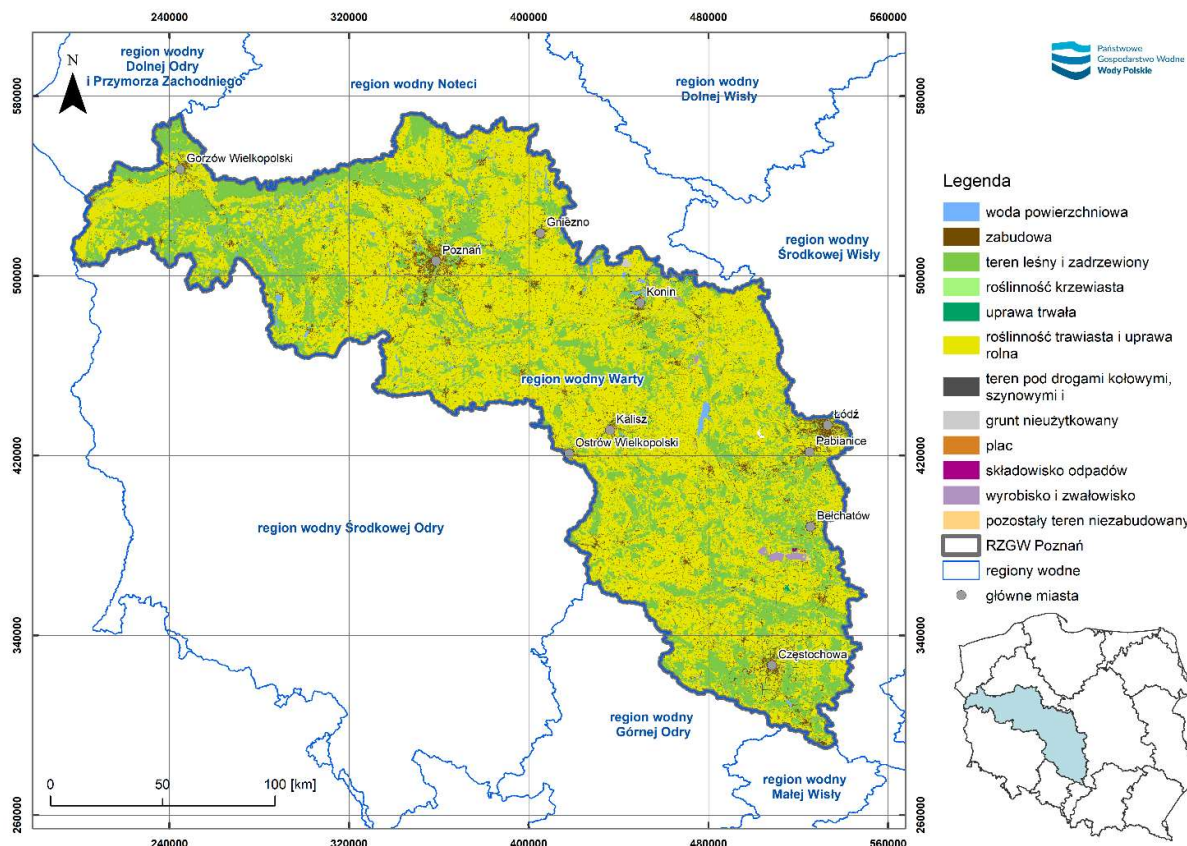 240000
320000
400000
480000
560000
region wodny
Dolnej Odry
i Przymorza Zachodniego
region wodny Noteci
region wodny
Dolnej Wisły
N
580000
580000
Gorzów Wielkopolski
Gniezno
region wodny
Środkowej Wisły
Poznań
500000
500000
Konin
region wodny Warty
Kalisz
Łódź
Ostrów Wielkopolski
Pabianice
420000
420000
region wodny Środkowej Odry
Bełchatów
340000
340000
Częstochowa
region wodny
Górnej Odry
region wodny
Małej Wisły
0
50
100 [km]
260000
260000
240000
320000
400000
480000
560000
Państwowe
Gospodarstwo Wodne
Wody Polskie
Legenda
woda powierzchniowa
zabudowa
teren leśny i zadrzewiony
roślinność krzewiasta
uprawa trwała
roślinność trawiasta i uprawa
rolna
teren pod drogami kołowymi,
szynowymi i
grunt nieużytkowany
plac
składowisko odpadów
wyrobisko i zwałowisko
pozostały teren niezabudowany
RZGW Poznań
regiony wodne
główne miasta